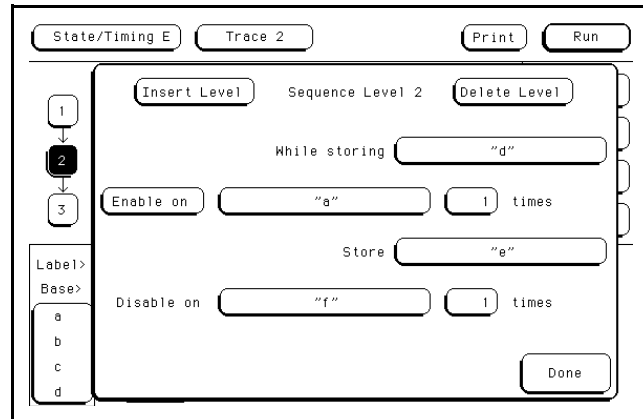 State/Timing E Trace 2 Print Run
Insert Level Sequence Level 2 Delete Level
1
While storing "d"
2
Enable on "a" 1 times
3
Store "e"
Label>
Base>
Disable on "f" 1 times
a
b
c
Done
d